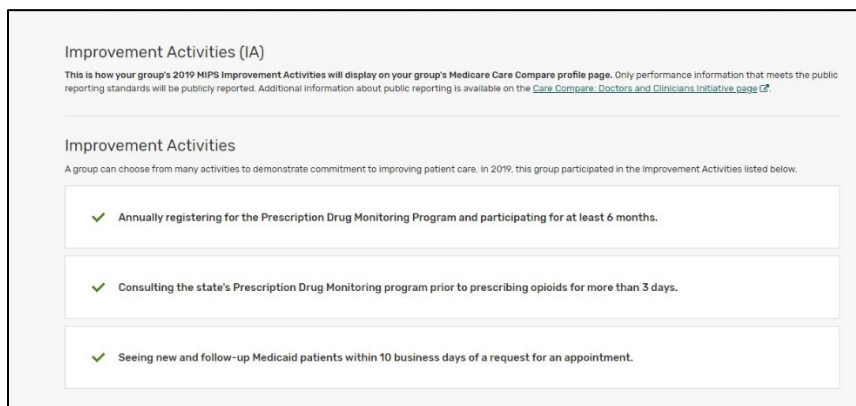 Improvement Activities (IA)
This is how your group's 2019 MIPS Improvement Activities will display on your group's Medicare Care Compare profile page. Only performance information that meets the public
reporting standards will be publicly reported. Additional information about public reporting is available on the Care Compare: Doctors and Clinicians Initiative page.
Improvement Activities
A group can choose from many activities to demonstrate commitment to improving patient care. In 2019, this group participated in the Improvement Activities listed below.
Annually registering for the Prescription Drug Monitoring Program and participating for at least 6 months.
Consulting the state's Prescription Drug Monitoring program prior to prescribing opioids for more than 3 days.
Seeing new and follow-up Medicaid patients within 10 business days of a request for an appointment.